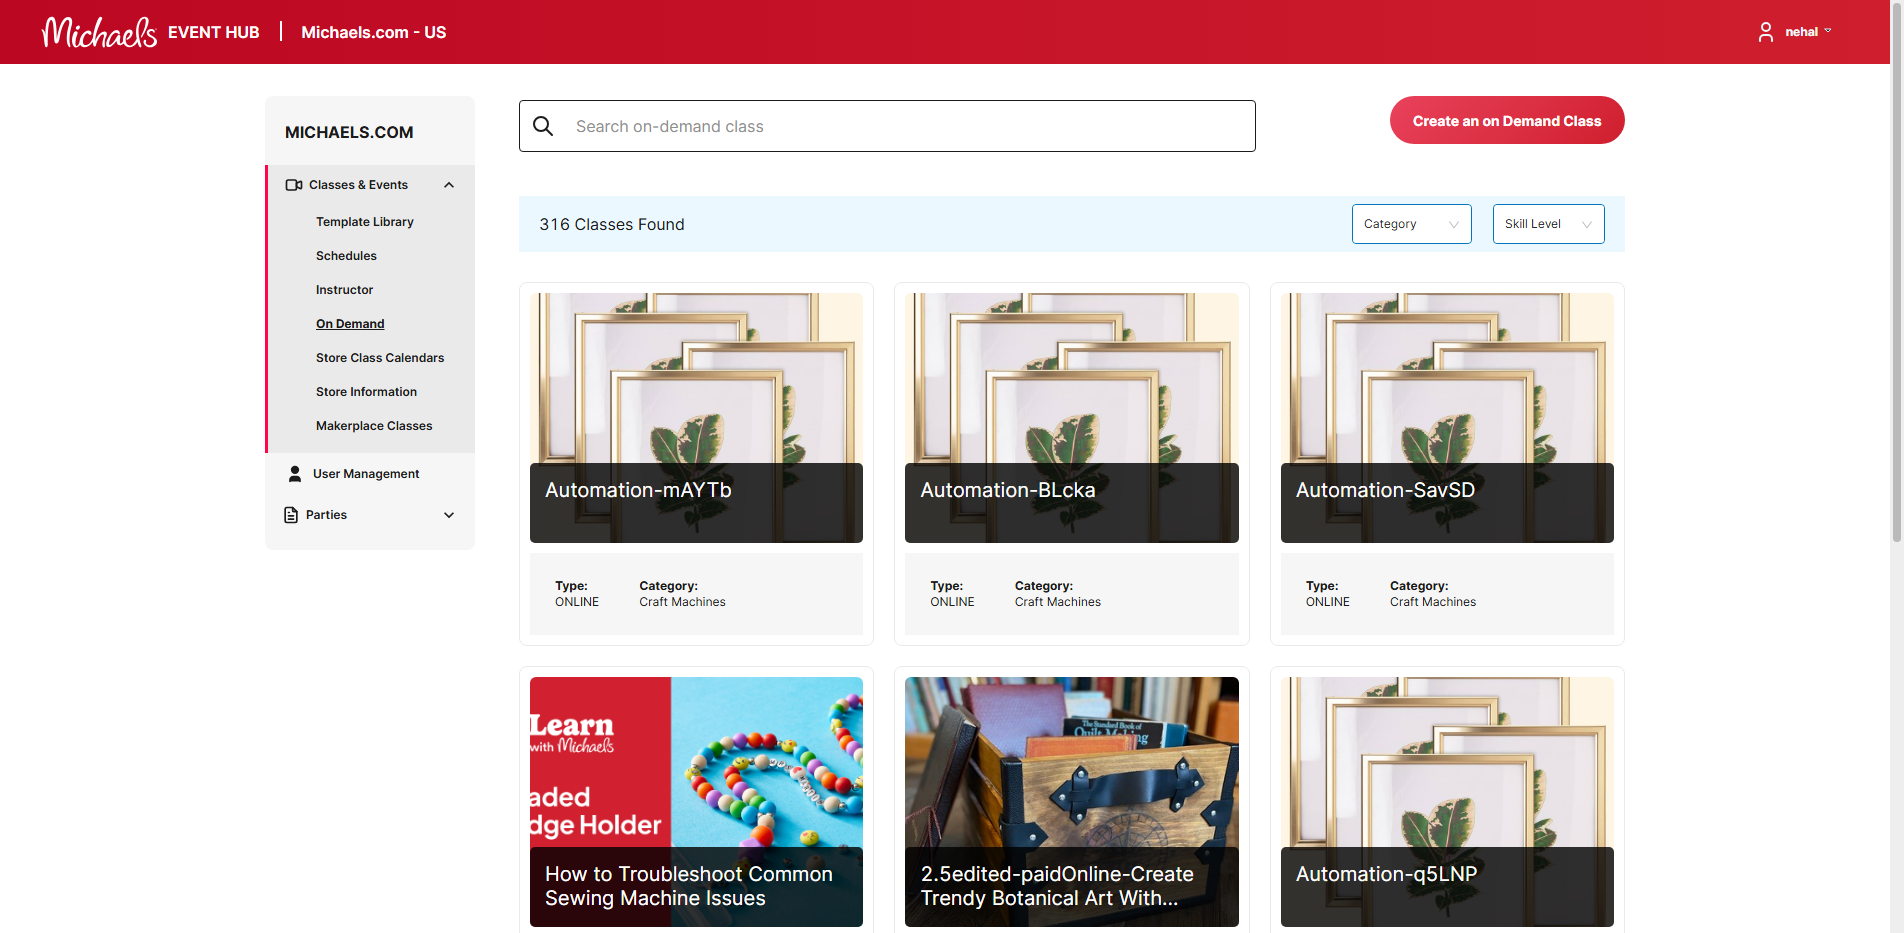 Michaels EVENT HUB | Michaels.com - US
nehal
MICHAELS.COM
Classes & Events
Template Library
Schedules
Instructor
On Demand
Store Class Calendars
Store Information
Makerplace Classes
User Management
Parties
Search on-demand class
Create an on Demand Class
316 Classes Found
Category
Skill Level
Automation-mAYTb
Type:
ONLINE
Category:
Craft Machines
Automation-BLcka
Type:
ONLINE
Category:
Craft Machines
Automation-SavSD
Type:
ONLINE
Category:
Craft Machines
Learn
with Michaels
aded
dge Holder
How to Troubleshoot Common
Sewing Machine Issues
The Standard Book of
Quilt Making
2.5edited-paidOnline-Create
Trendy Botanical Art With...
Automation-q5LNP